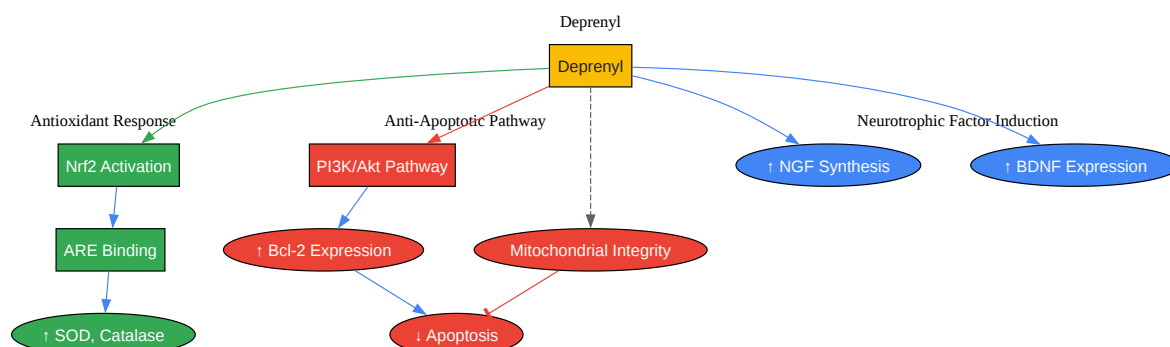 Deprenyl
Deprenyl
Antioxidant Response
Anti-Apoptotic Pathway
Neurotrophic Factor Induction
Nrf2 Activation
PI3K/Akt Pathway
↑ NGF Synthesis
↑ BDNF Expression
ARE Binding
↑ Bcl-2 Expression
Mitochondrial Integrity
↑ SOD, Catalase
↓ Apoptosis